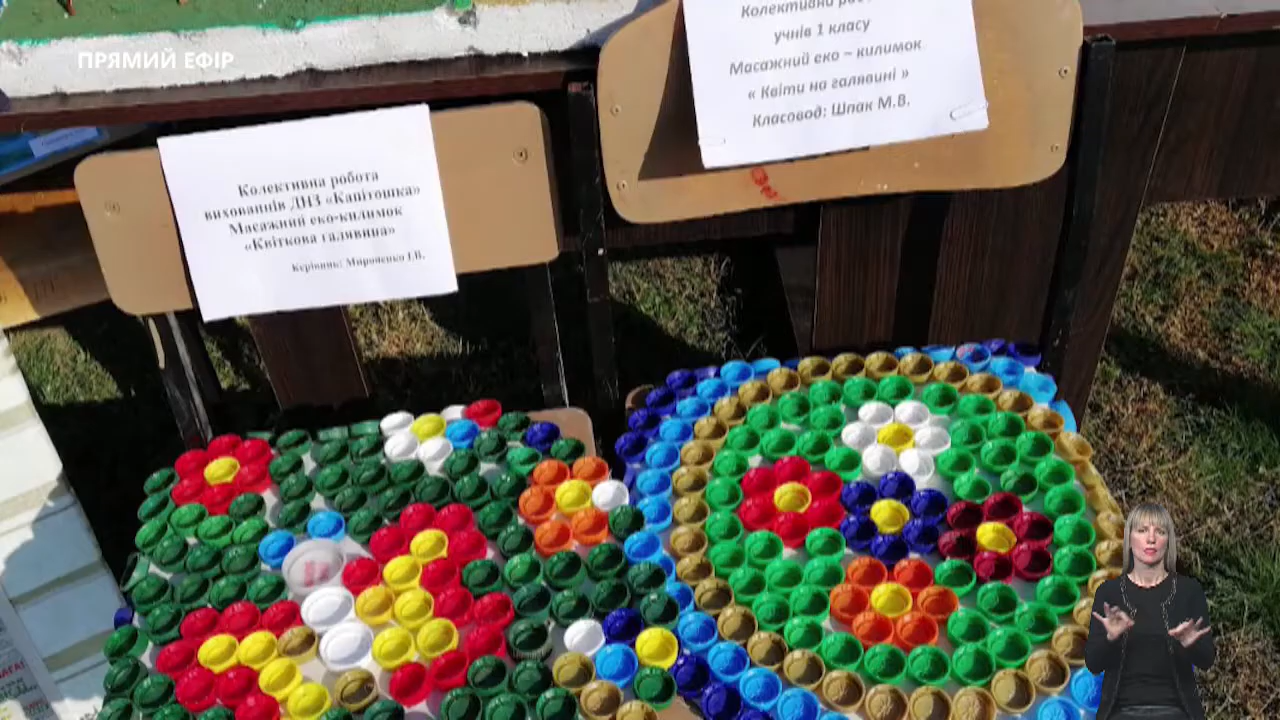 ПРЯМИЙ ЕФІР
Колективна
учнів 1 класу
Масажний еко – килимок
« Квіти на галявині »
Класовод: Шпак М.В.
Колективна робота
вихованців ДНЗ «Капітошка»
Масажний еко-килимок
«Квіткова галявина»
Керівник: Мироненко І.В.